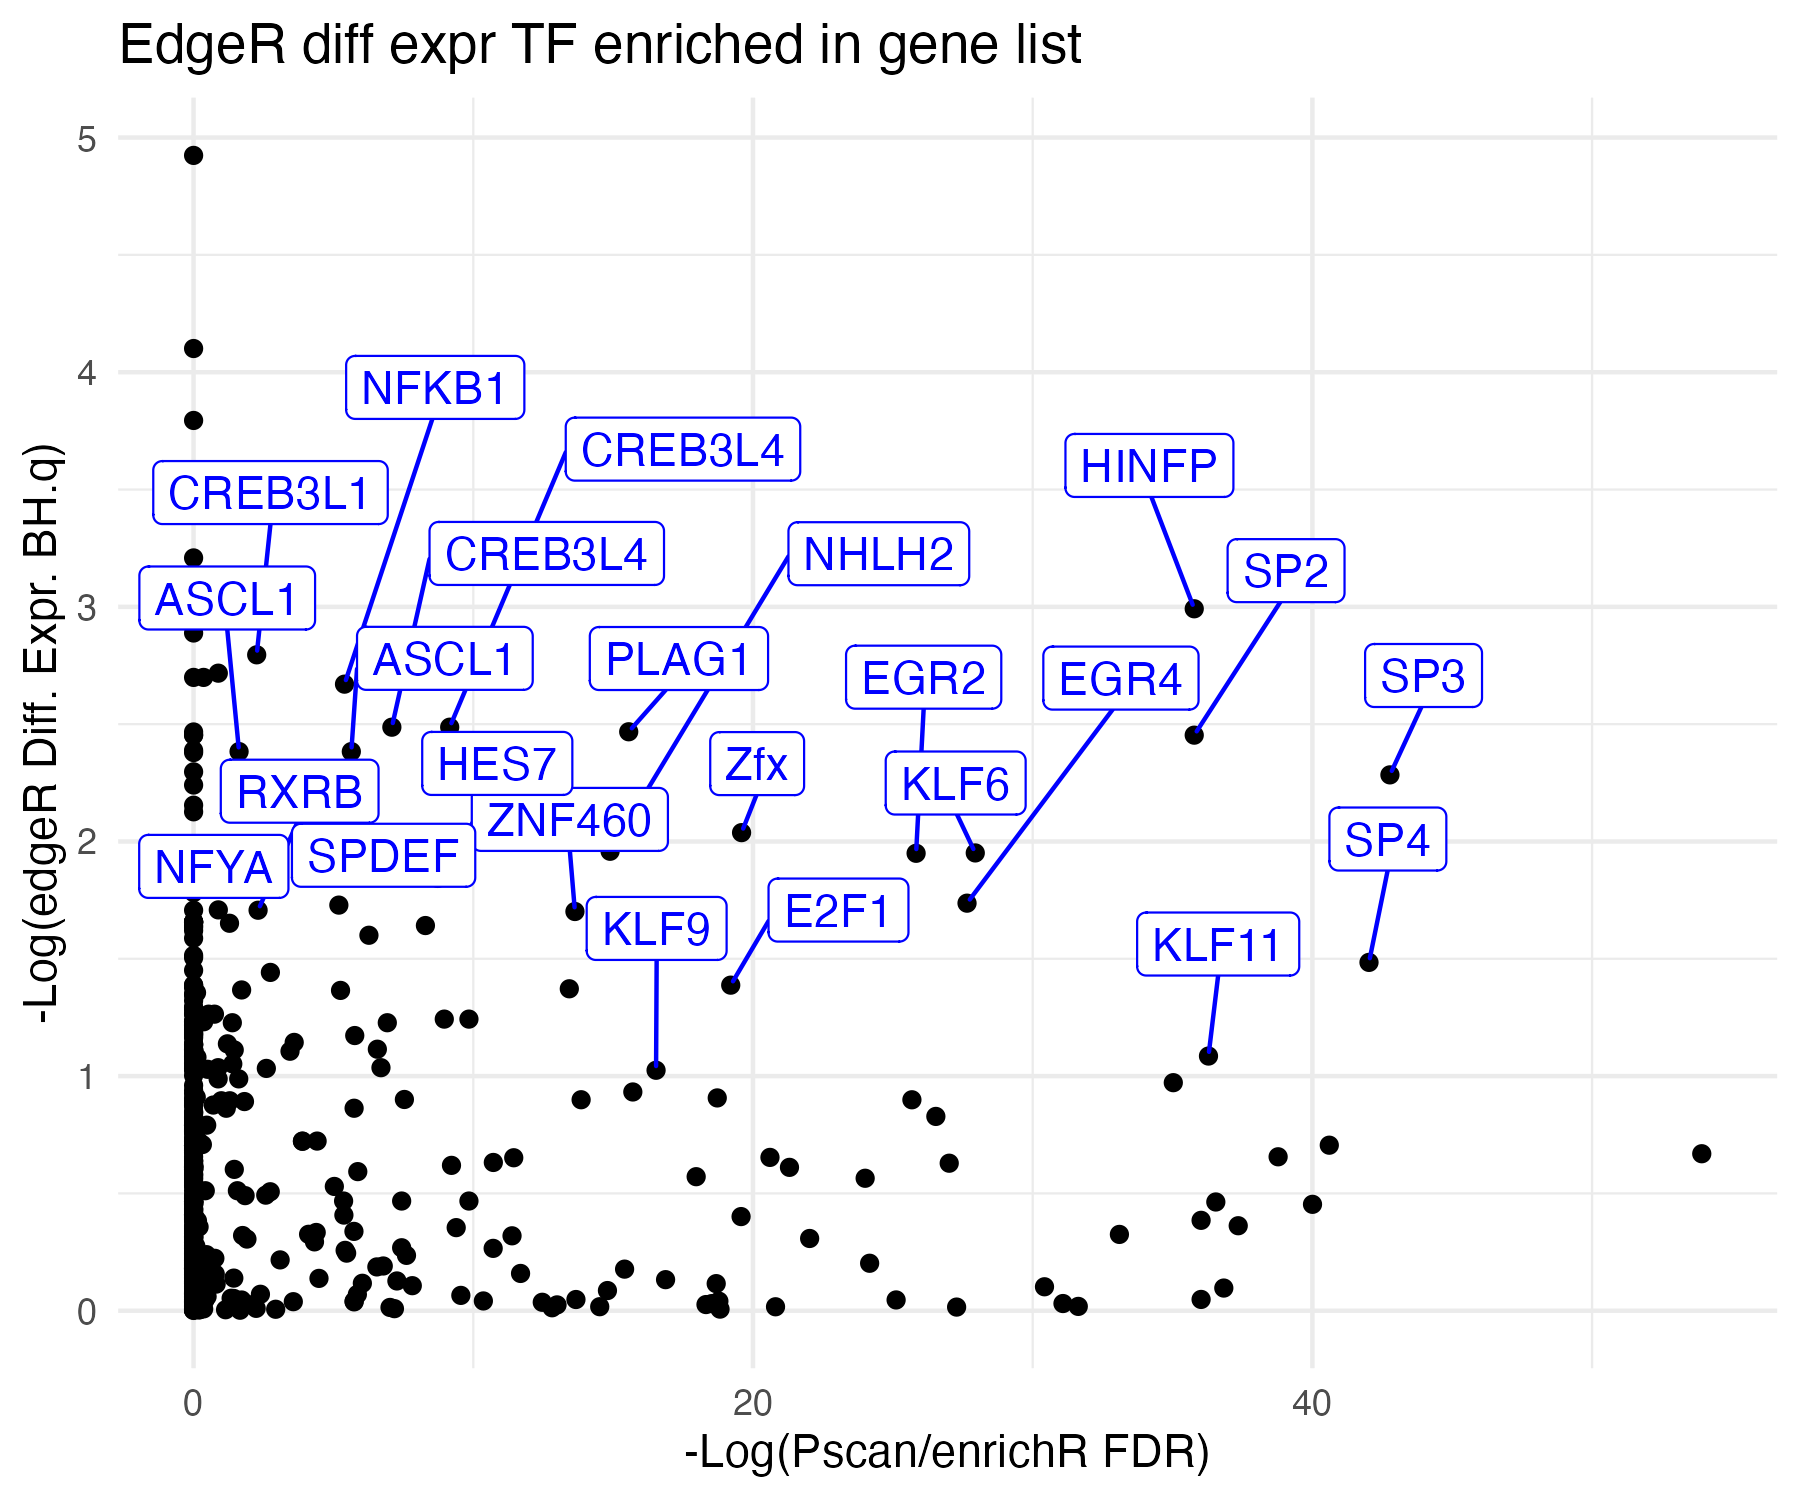 EdgeR diff expr TF enriched in gene list
-Log(edgeR Diff. Expr. BH.q)
5
4
3
2
1
0
NFKB1
CREB3L4
HINFP
CREB3L1
CREB3L4
NHLH2
SP2
ASCL1
ASCL1
PLAG1
EGR2
EGR4
SP3
HES7
Zfx
KLF6
RXRB
ZNF460
SP4
NFYA
SPDEF
KLF9
E2F1
KLF11
0
20
40
-Log(Pscan/enrichR FDR)